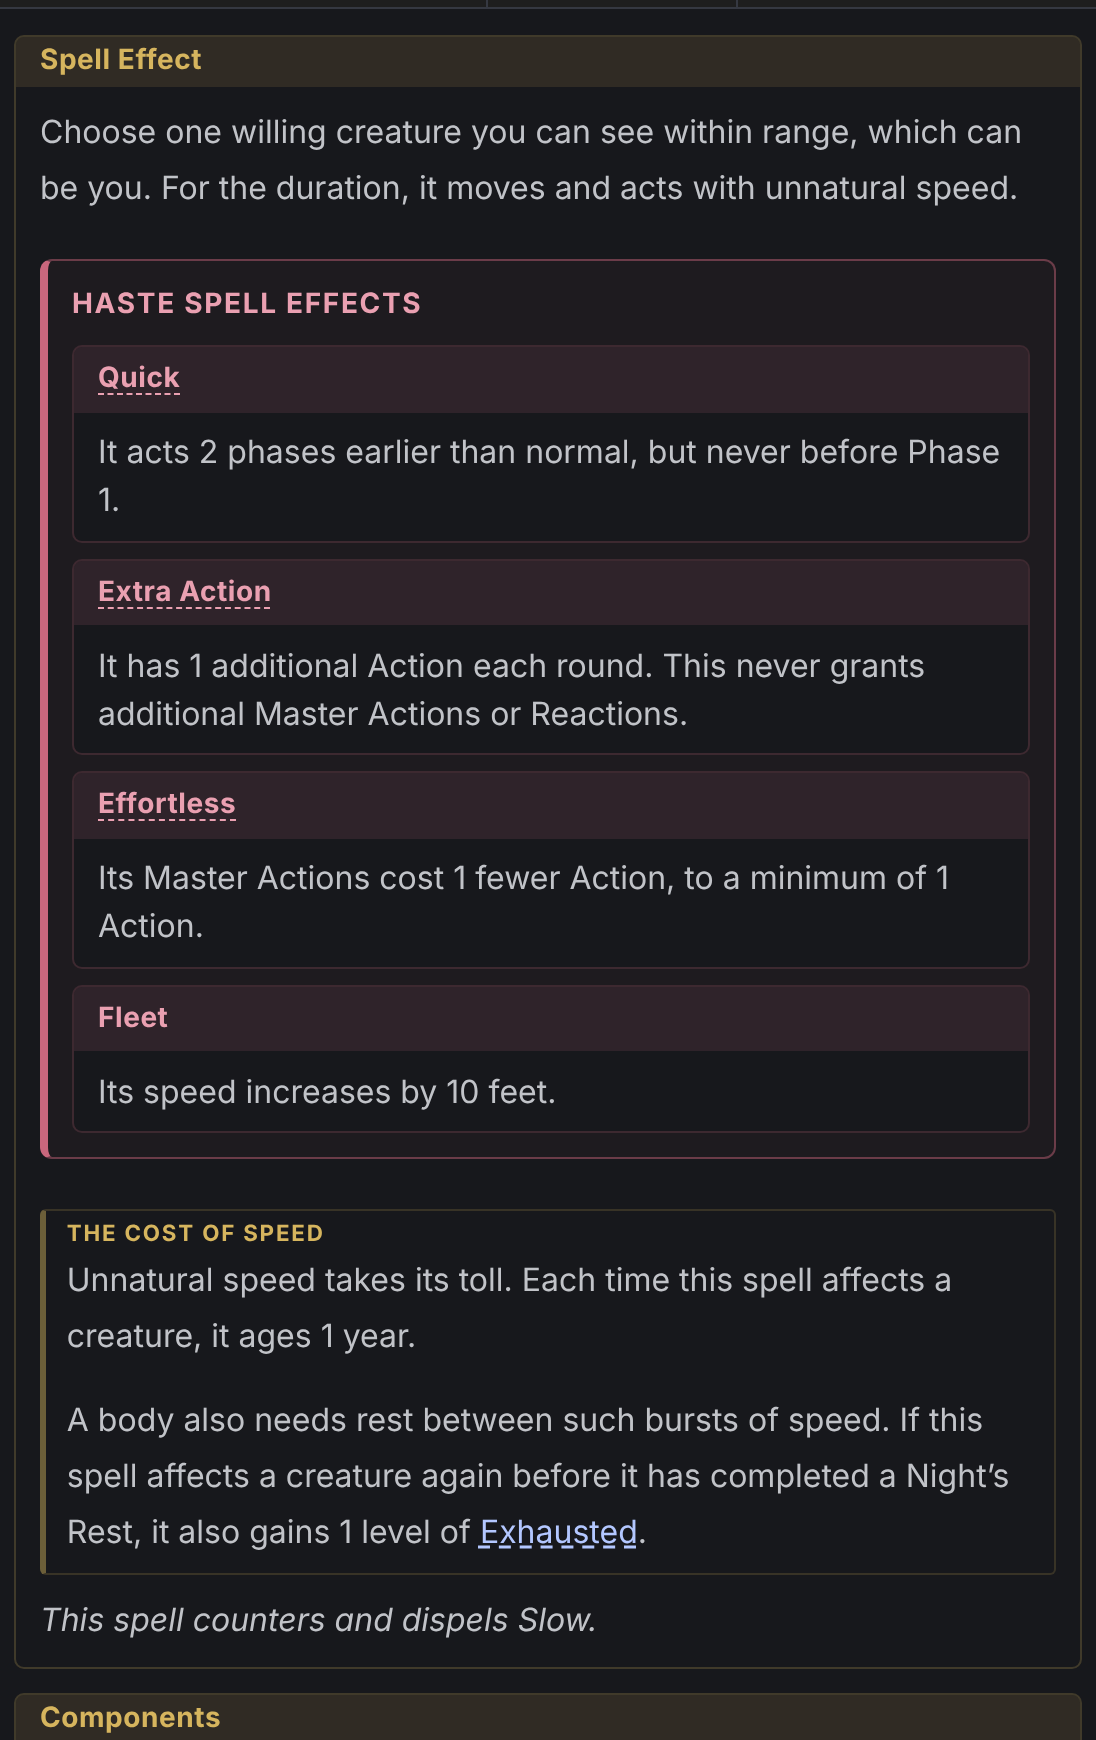 Spell Effect
Choose one willing creature you can see within range, which can
be you. For the duration, it moves and acts with unnatural speed.
HASTE SPELL EFFECTS
Quick
It acts 2 phases earlier than normal, but never before Phase
1.
Extra Action
It has 1 additional Action each round. This never grants
additional Master Actions or Reactions.
Effortless
Its Master Actions cost 1 fewer Action, to a minimum of 1
Action.
Fleet
Its speed increases by 10 feet.
THE COST OF SPEED
Unnatural speed takes its toll. Each time this spell affects a
creature, it ages 1 year.
A body also needs rest between such bursts of speed. If this
spell affects a creature again before it has completed a Night’s
Rest, it also gains 1 level of Exhausted.
This spell counters and dispels Slow.
Components